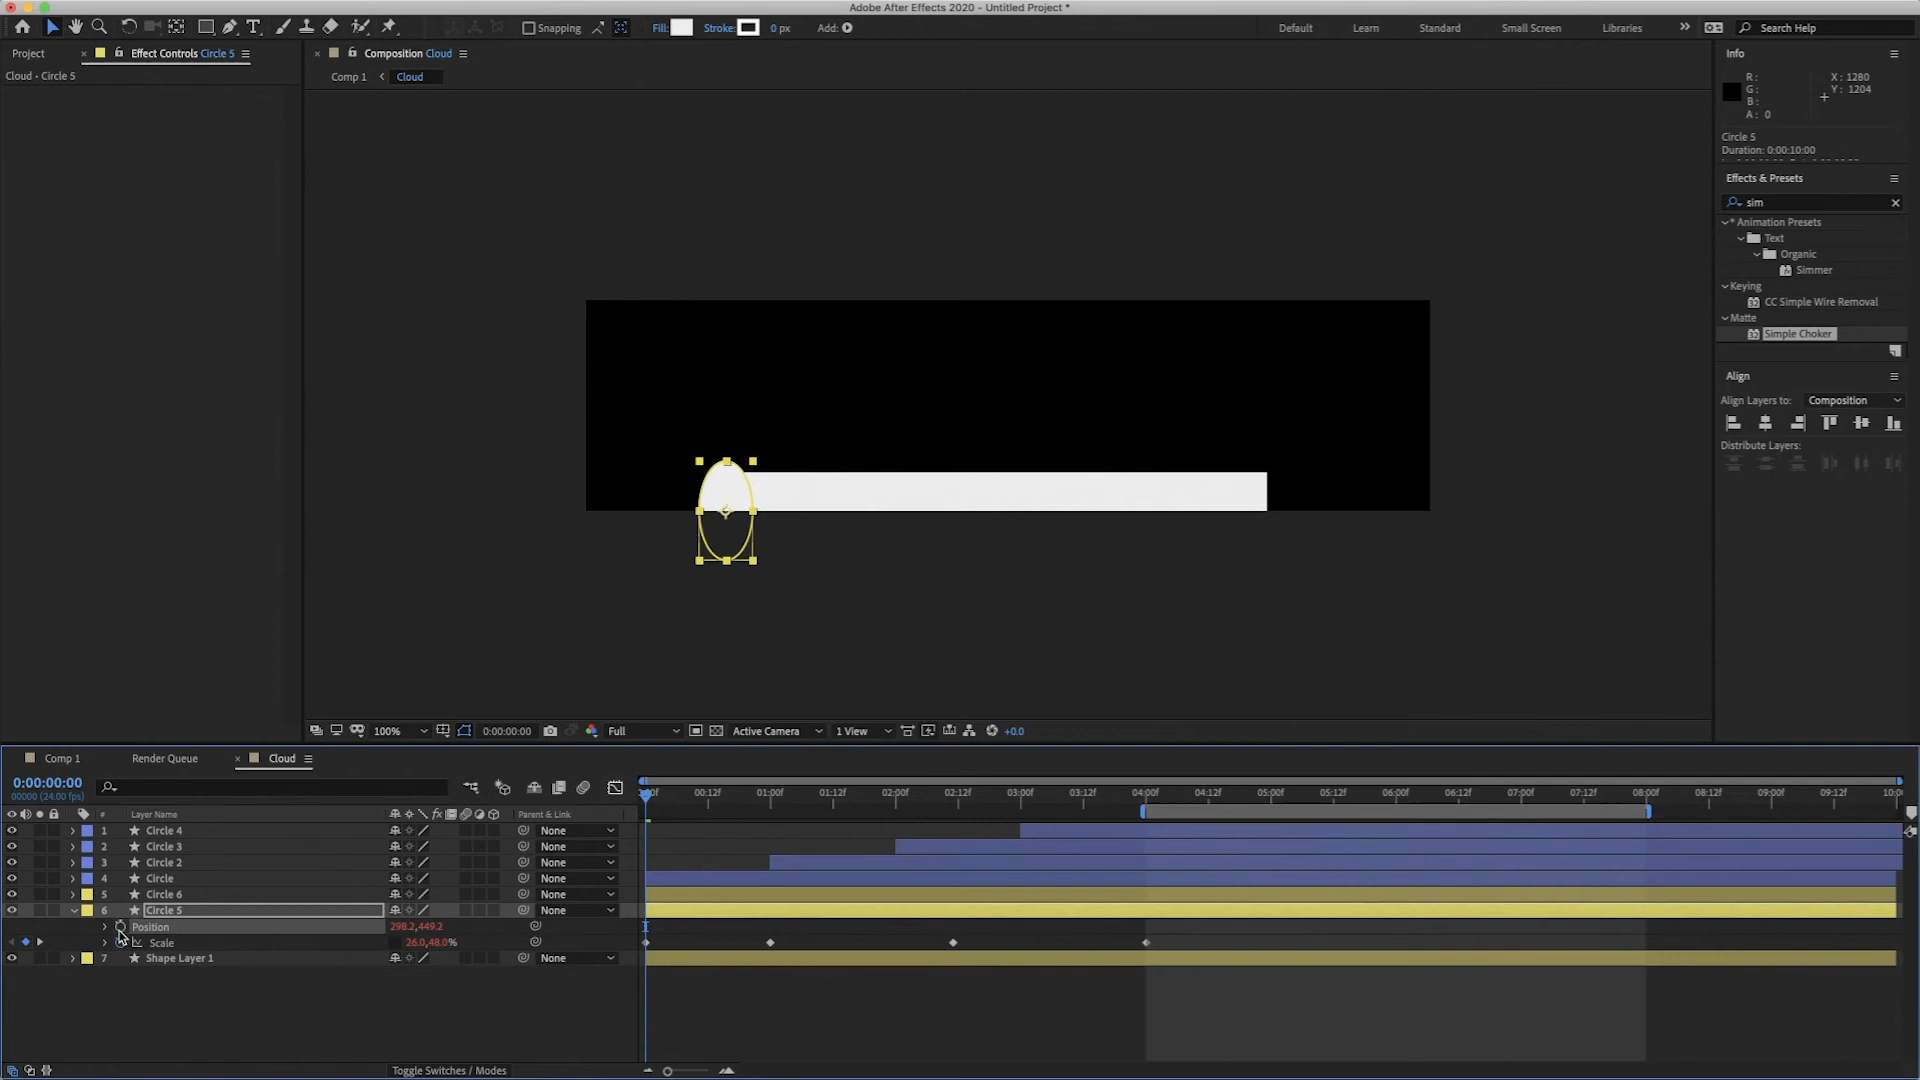 Adobe After Effects 2020 - Untitled Project *
Snapping
Fill:
Stroke:
0 px
Add:
Default
Learn
Standard
Small Screen
Libraries
Search Help
Project
Effect Controls Circle 5
Cloud • Circle 5
Composition Cloud
Comp 1
Cloud
Info
R:
G:
B:
A: 0
X: 1280
Y: 1204
Circle 5
Duration: 0:00:10:00
Effects & Presets
sim
* Animation Presets
Text
Organic
Simmer
Keying
CC Simple Wire Removal
Matte
Simple Choker
Align
Align Layers to:
Composition
Distribute Layers:
100%
0:00:00:00
Full
Active Camera
1 View
+0.0
Comp 1
Render Queue
Cloud
0:00:00:00
00000 (24.00 fps)
00:12f
01:00f
01:12f
02:00f
02:12f
03:00f
03:12f
04:00f
04:12f
05:00f
05:12f
06:00f
06:12f
07:00f
07:12f
08:00f
08:12f
09:00f
09:12f
#
Layer Name
Parent & Link
1 Circle 4 None
2 Circle 3 None
3 Circle 2 None
4 Circle None
5 Circle 6 None
6 Circle 5 None
Position 298.2,449.2
Scale 26.0,48.0%
7 Shape Layer 1 None
Toggle Switches / Modes